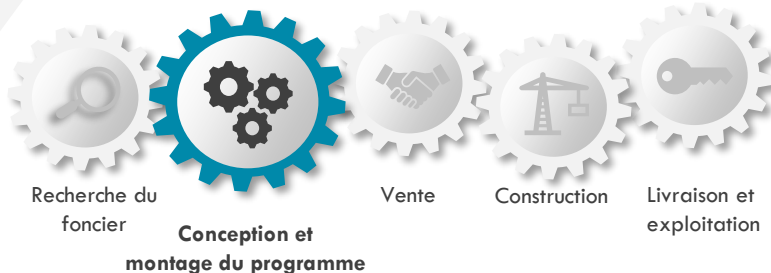 Recherche du
foncier
Conception et
montage du programme
Vente
Construction
Livraison et
exploitation